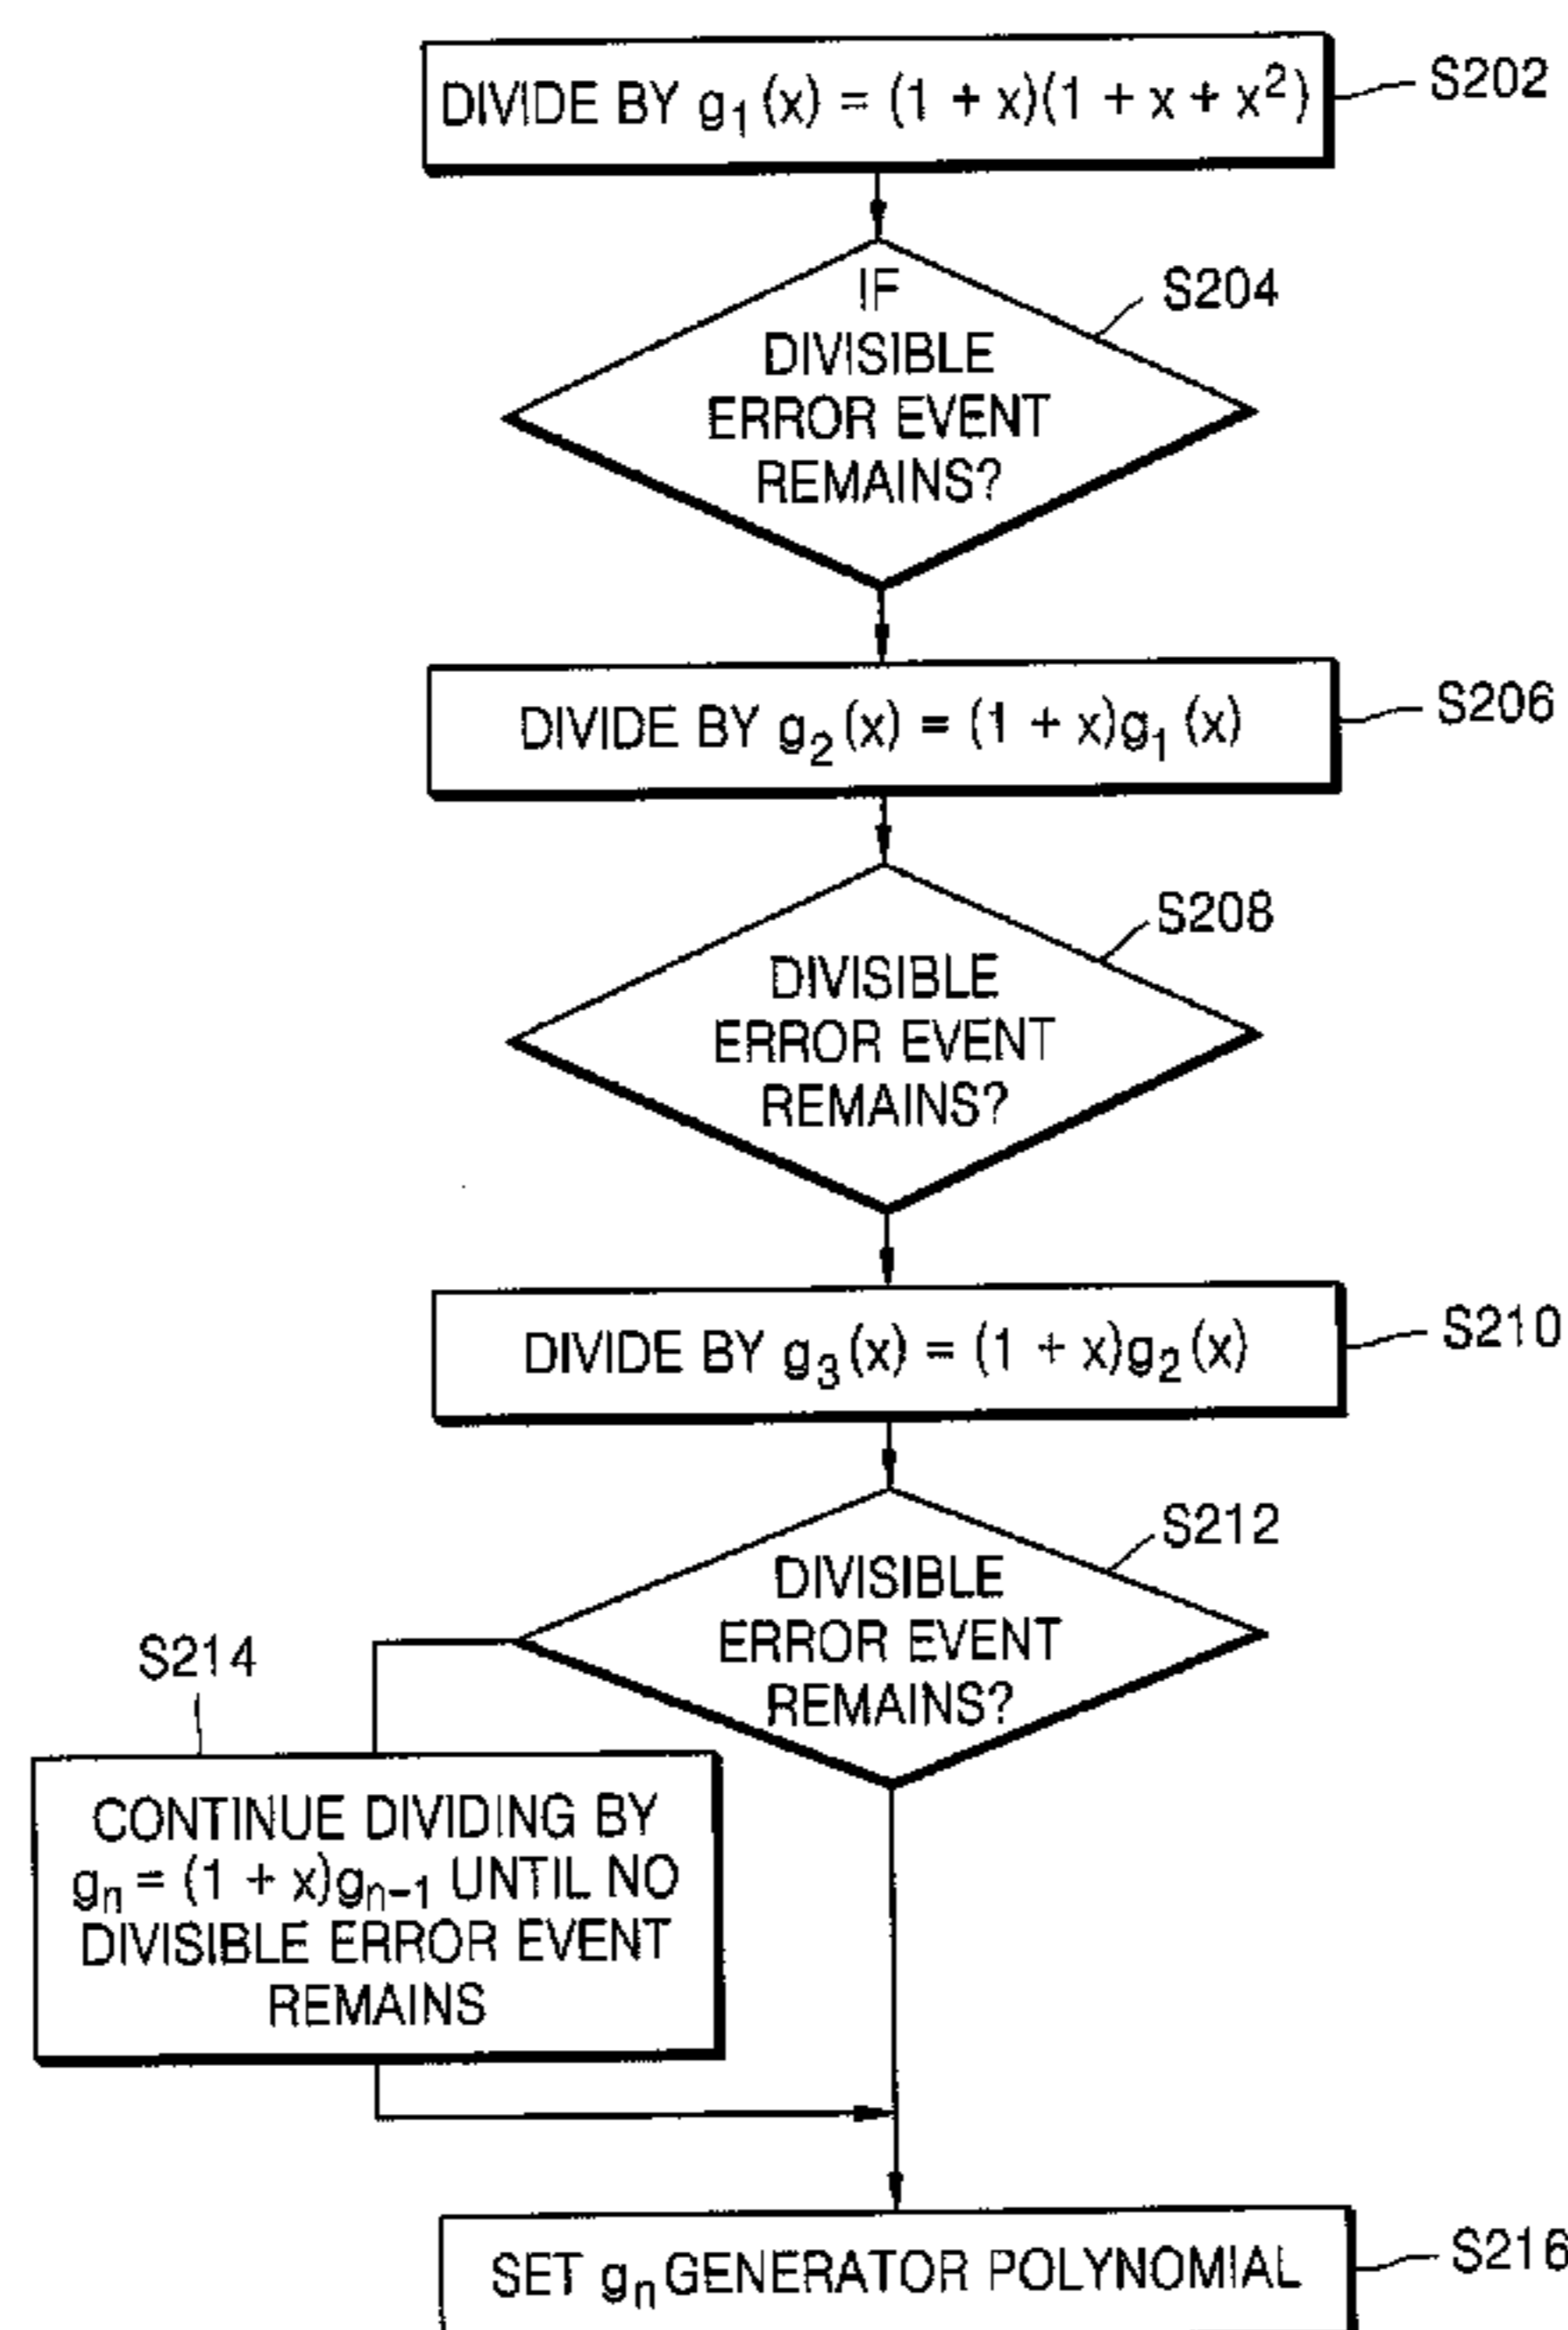 DIVIDE BY g₁(x) = (1 + x)(1 + x + x²)
S202
IF
DIVISIBLE
ERROR EVENT
REMAINS?
S204
DIVIDE BY g₂(x) = (1 + x)g₁(x)
S206
DIVISIBLE
ERROR EVENT
REMAINS?
S208
DIVIDE BY g₃(x) = (1 + x)g₂(x)
S210
DIVISIBLE
ERROR EVENT
REMAINS?
S212
S214
CONTINUE DIVIDING BY
gₙ = (1 + x)gₙ₋₁ UNTIL NO
DIVISIBLE ERROR EVENT
REMAINS
SET gₙ GENERATOR POLYNOMIAL
S216